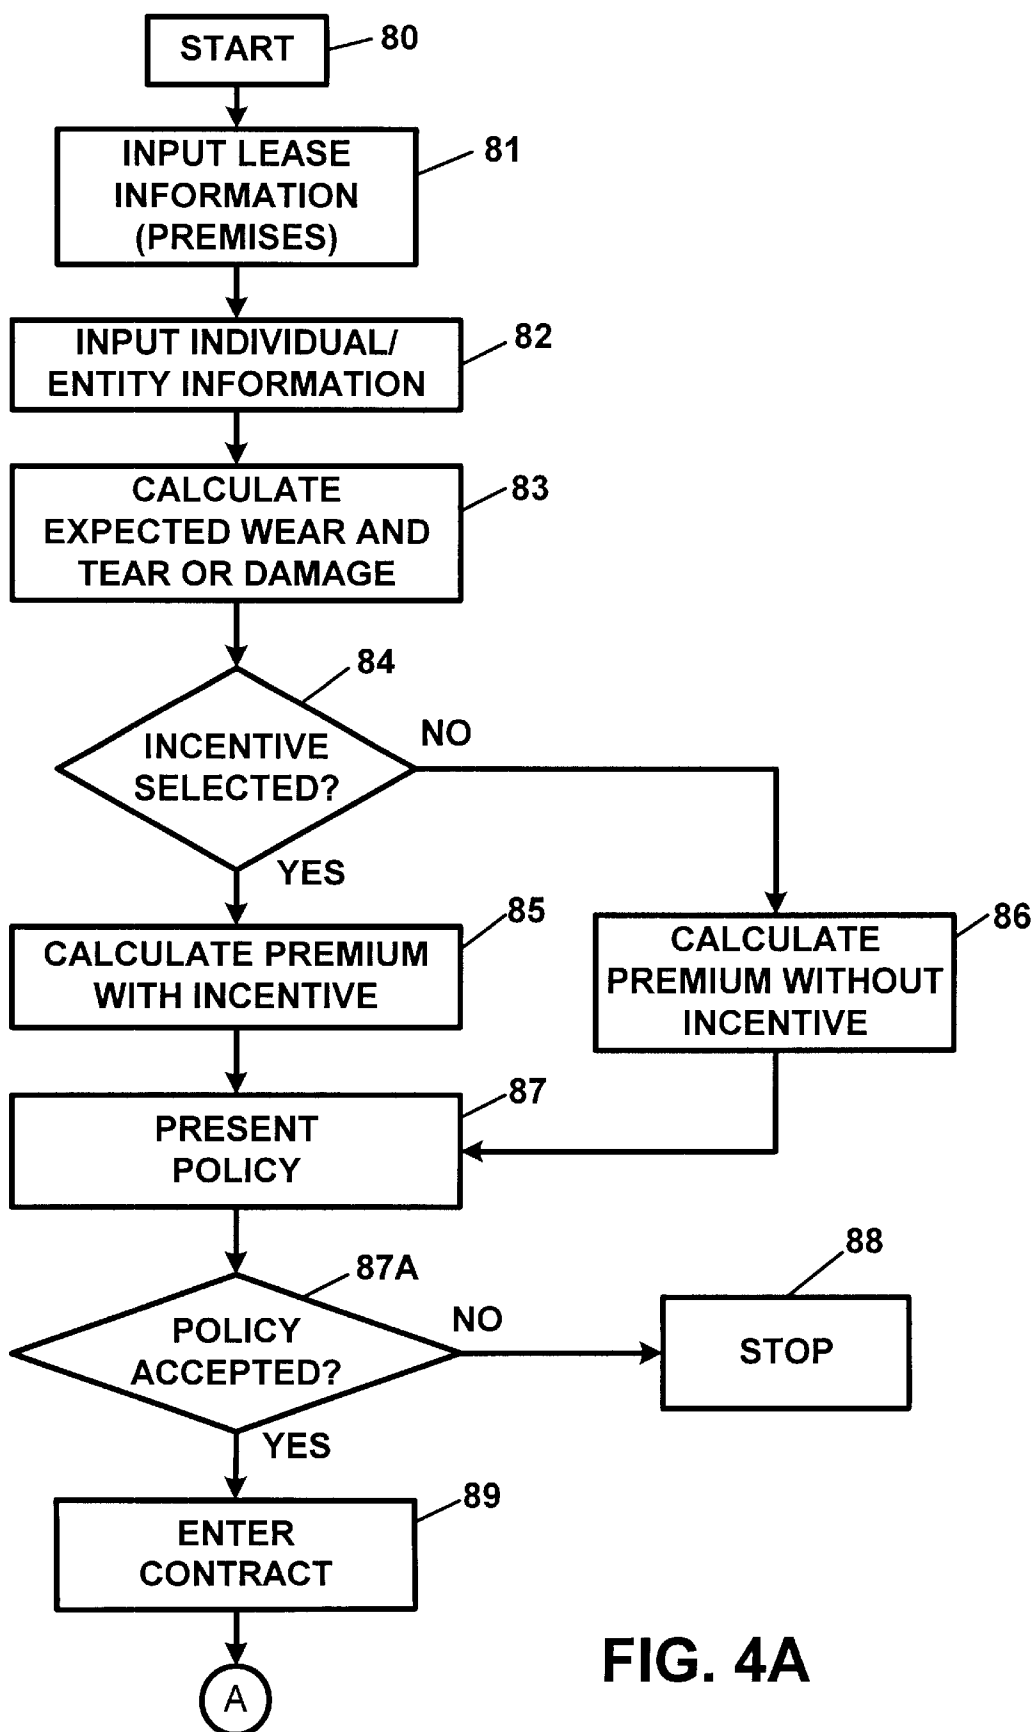 START
80
INPUT LEASE
INFORMATION
(PREMISES)
81
INPUT INDIVIDUAL/
ENTITY INFORMATION
82
CALCULATE
EXPECTED WEAR AND
TEAR OR DAMAGE
83
84
INCENTIVE
SELECTED?
NO
YES
CALCULATE PREMIUM
WITH INCENTIVE
85
CALCULATE
PREMIUM WITHOUT
INCENTIVE
86
PRESENT
POLICY
87
87A
POLICY
ACCEPTED?
NO
YES
STOP
88
ENTER
CONTRACT
89
A
FIG. 4A